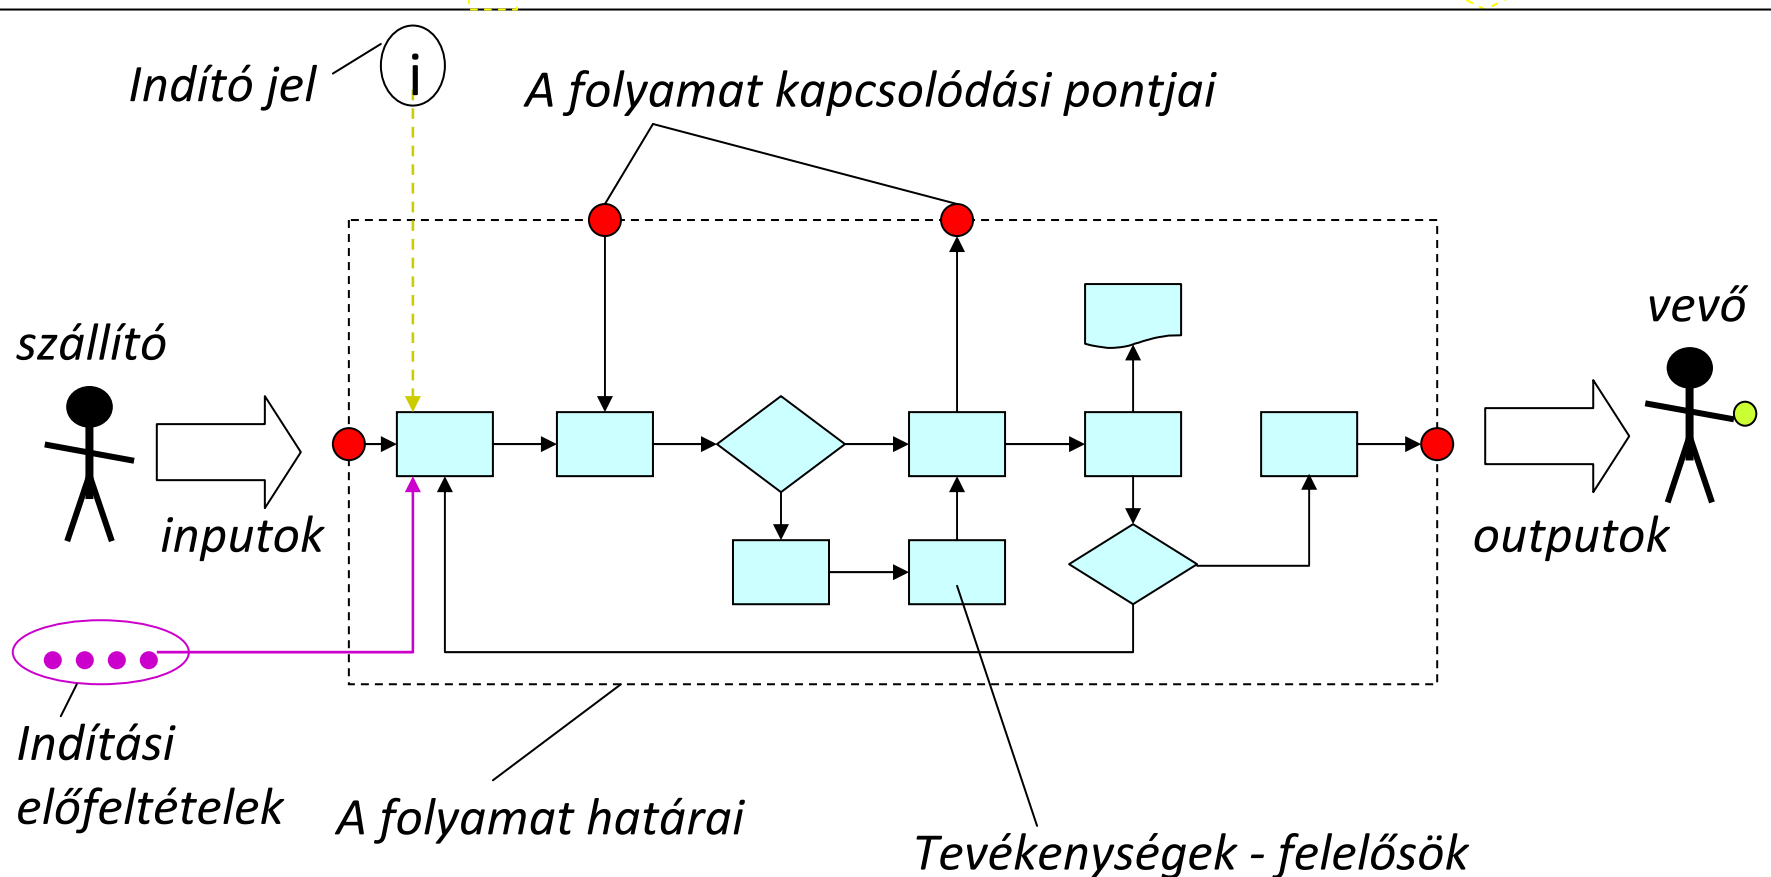 Indító jel
i
A folyamat kapcsolódási pontjai
szállító
vevő
inputok
outputok
Indítási
előfeltételek
A folyamat határai
Tevékenységek - felelősök